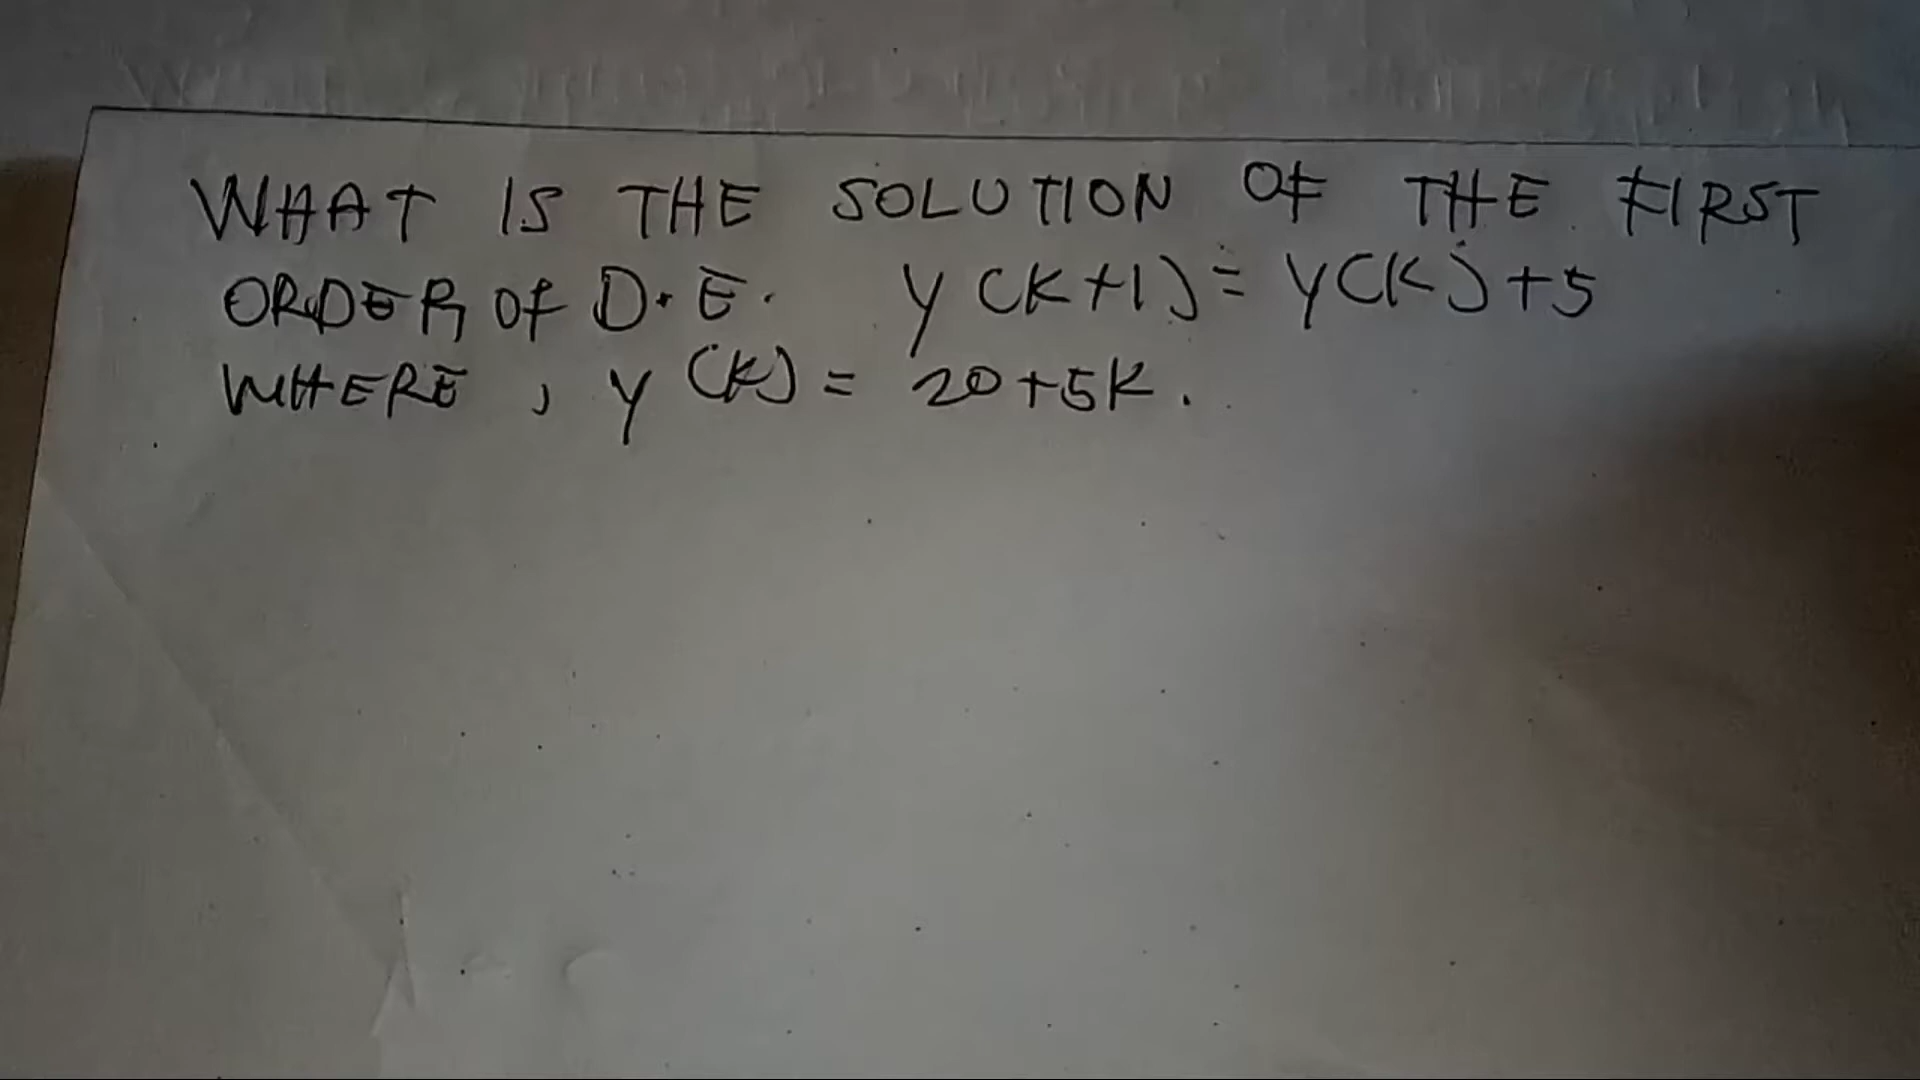 WHAT IS THE SOLUTION OF THE FIRST
ORDER OF D.E. Y(K+1) = Y(K)+5
WHERE, Y(K) = 20+5K.